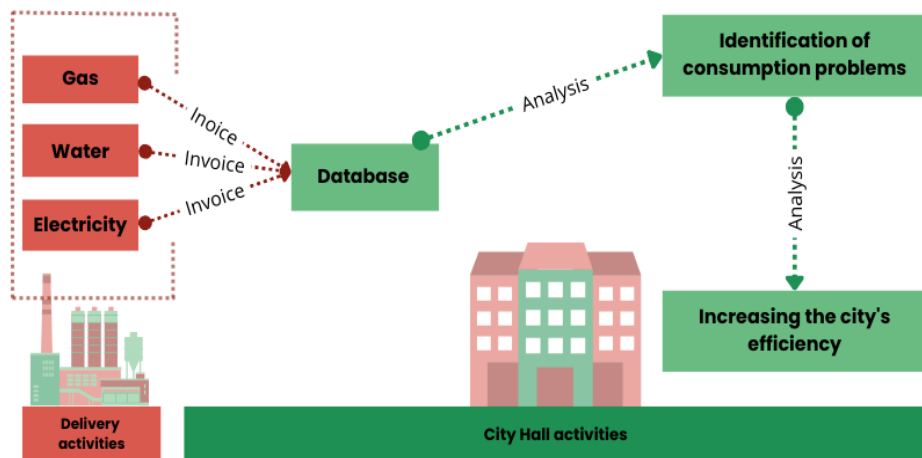 Gas
Water
Electricity
Inoice
Invoice
Invoice
Database
Analysis
Identification of
consumption problems
Analysis
Increasing the city's
efficiency
Delivery
activities
City Hall activities